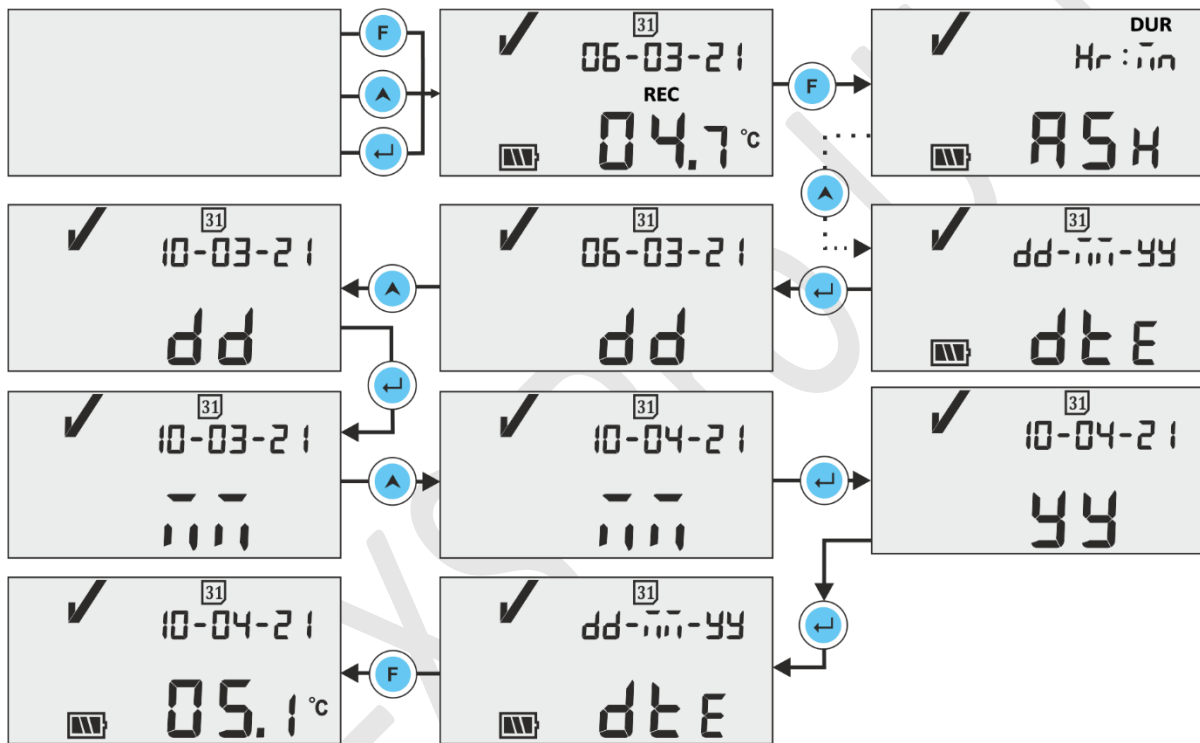 F
31
06-03-21
REC
04.7 °C
F
DUR
Hr:mn
ASH
31
10-03-21
dd
31
06-03-21
dd
31
dd-mm-yy
dtE
31
10-03-21
mm
31
10-04-21
mm
31
10-04-21
yy
31
10-04-21
05.1 °C
F
31
dd-mm-yy
dtE